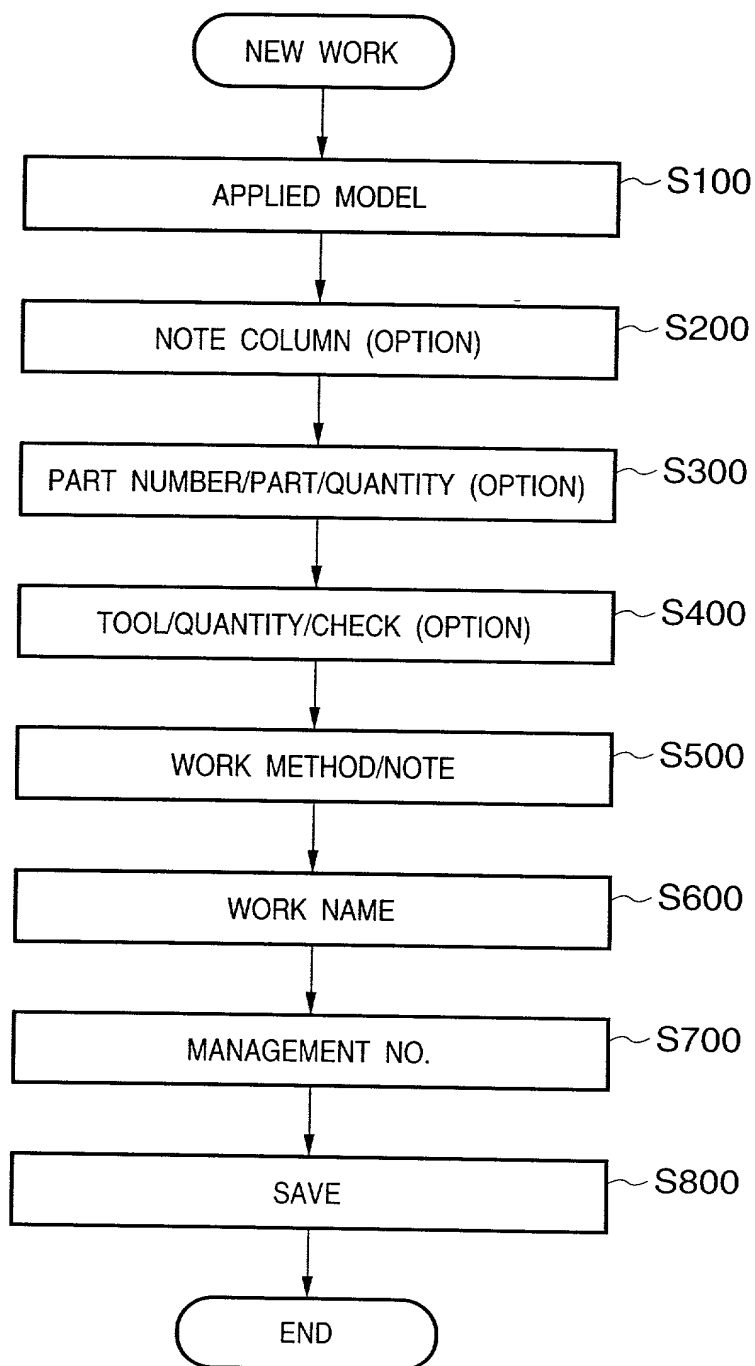 NEW WORK
APPLIED MODEL
S100
NOTE COLUMN (OPTION)
S200
PART NUMBER/PART/QUANTITY (OPTION)
S300
TOOL/QUANTITY/CHECK (OPTION)
S400
WORK METHOD/NOTE
S500
WORK NAME
S600
MANAGEMENT NO.
S700
SAVE
S800
END